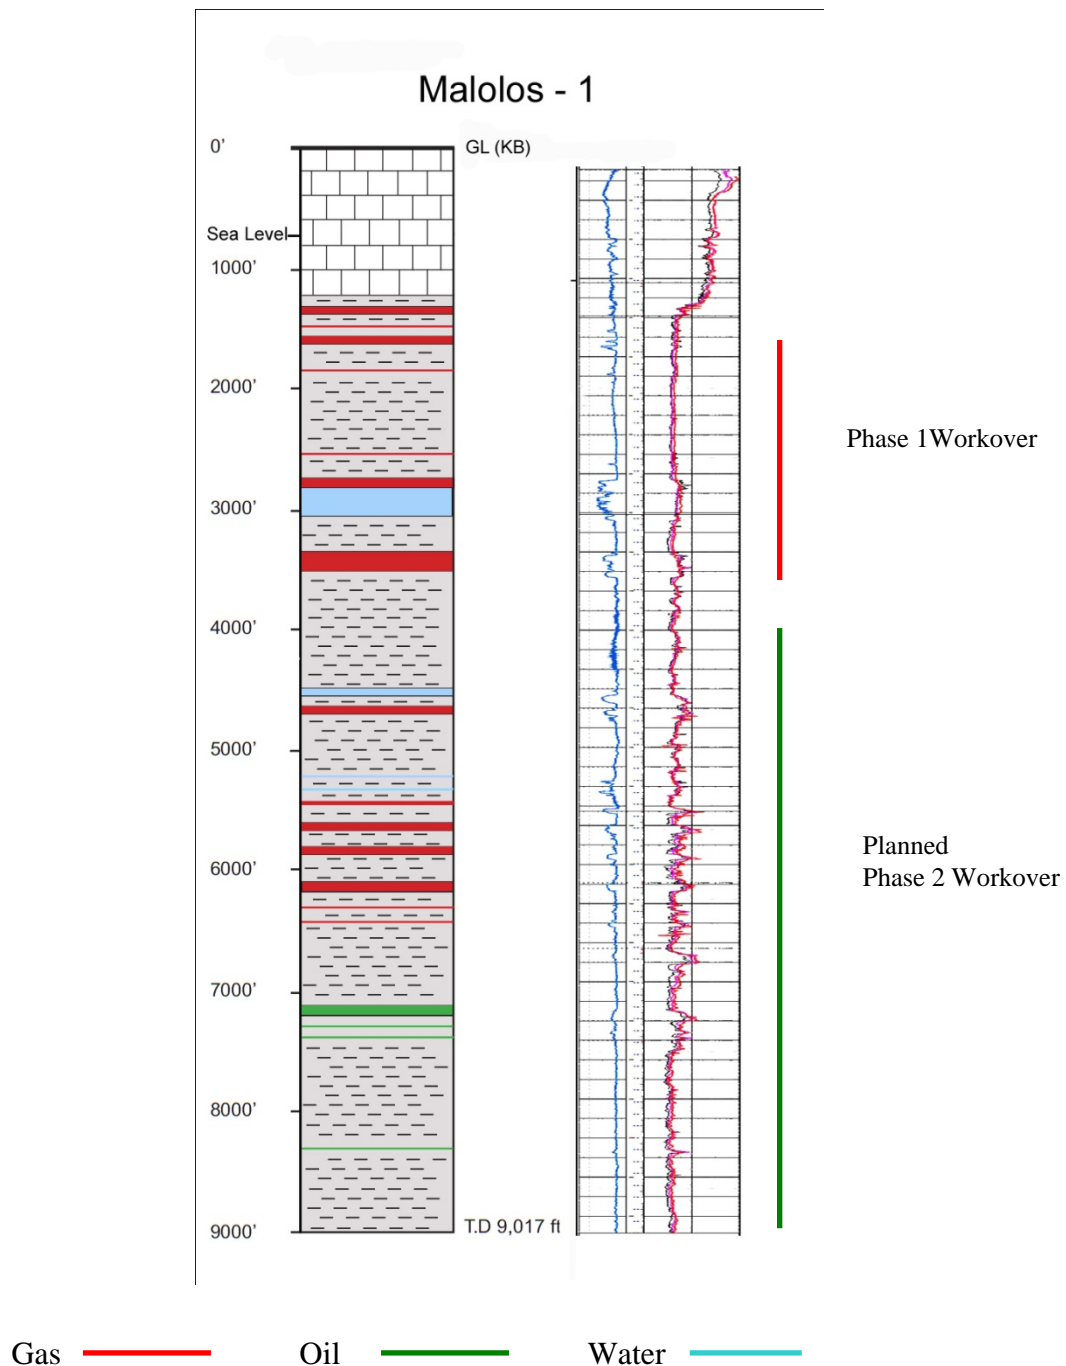 Malolos - 1
0’
GL (KB)
Sea Level
1000’
2000’
3000’
4000’
5000’
6000’
7000’
8000’
9000’
T.D 9,017 ft
Phase 1Workover
Planned
Phase 2 Workover
Gas
Oil
Water